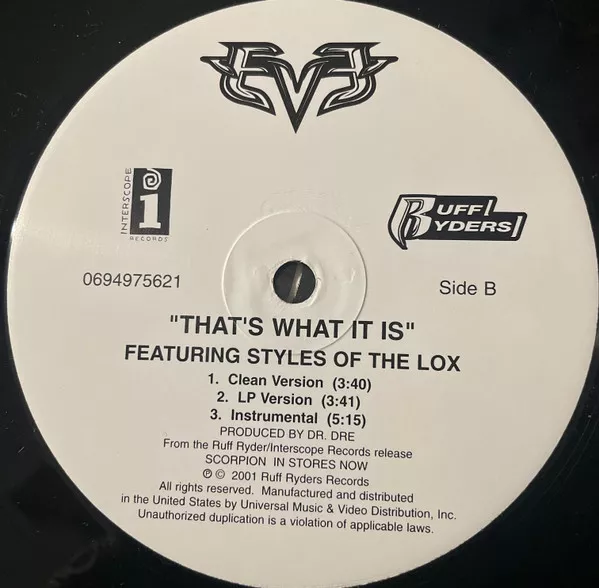 EVE
INTERSCOPE
RECORDS
RUFF
RYDERS
0694975621
Side B
"THAT'S WHAT IT IS"
FEATURING STYLES OF THE LOX
1. Clean Version (3:40)
2. LP Version (3:41)
3. Instrumental (5:15)
PRODUCED BY DR. DRE
From the Ruff Ryder/Interscope Records release
SCORPION IN STORES NOW
℗ © 2001 Ruff Ryders Records
All rights reserved. Manufactured and distributed
in the United States by Universal Music & Video Distribution, Inc.
Unauthorized duplication is a violation of applicable laws.